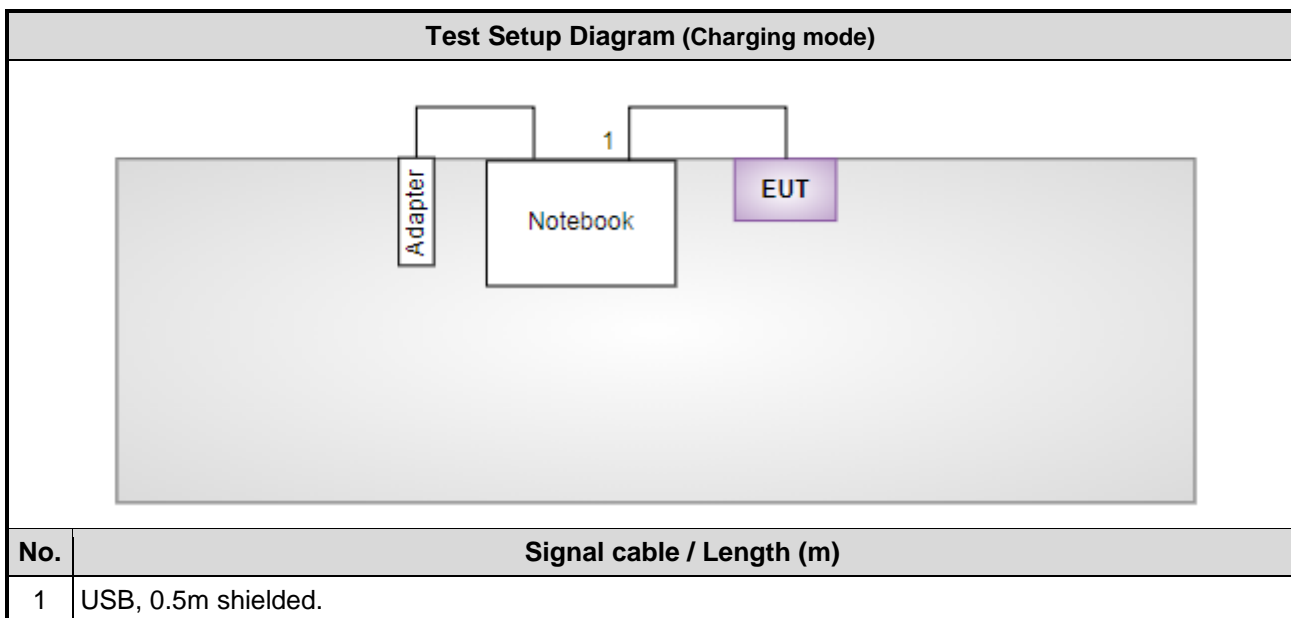 Test Setup Diagram (Charging mode)
1
Adapter
Notebook
EUT
No. Signal cable / Length (m)
1 USB, 0.5m shielded.